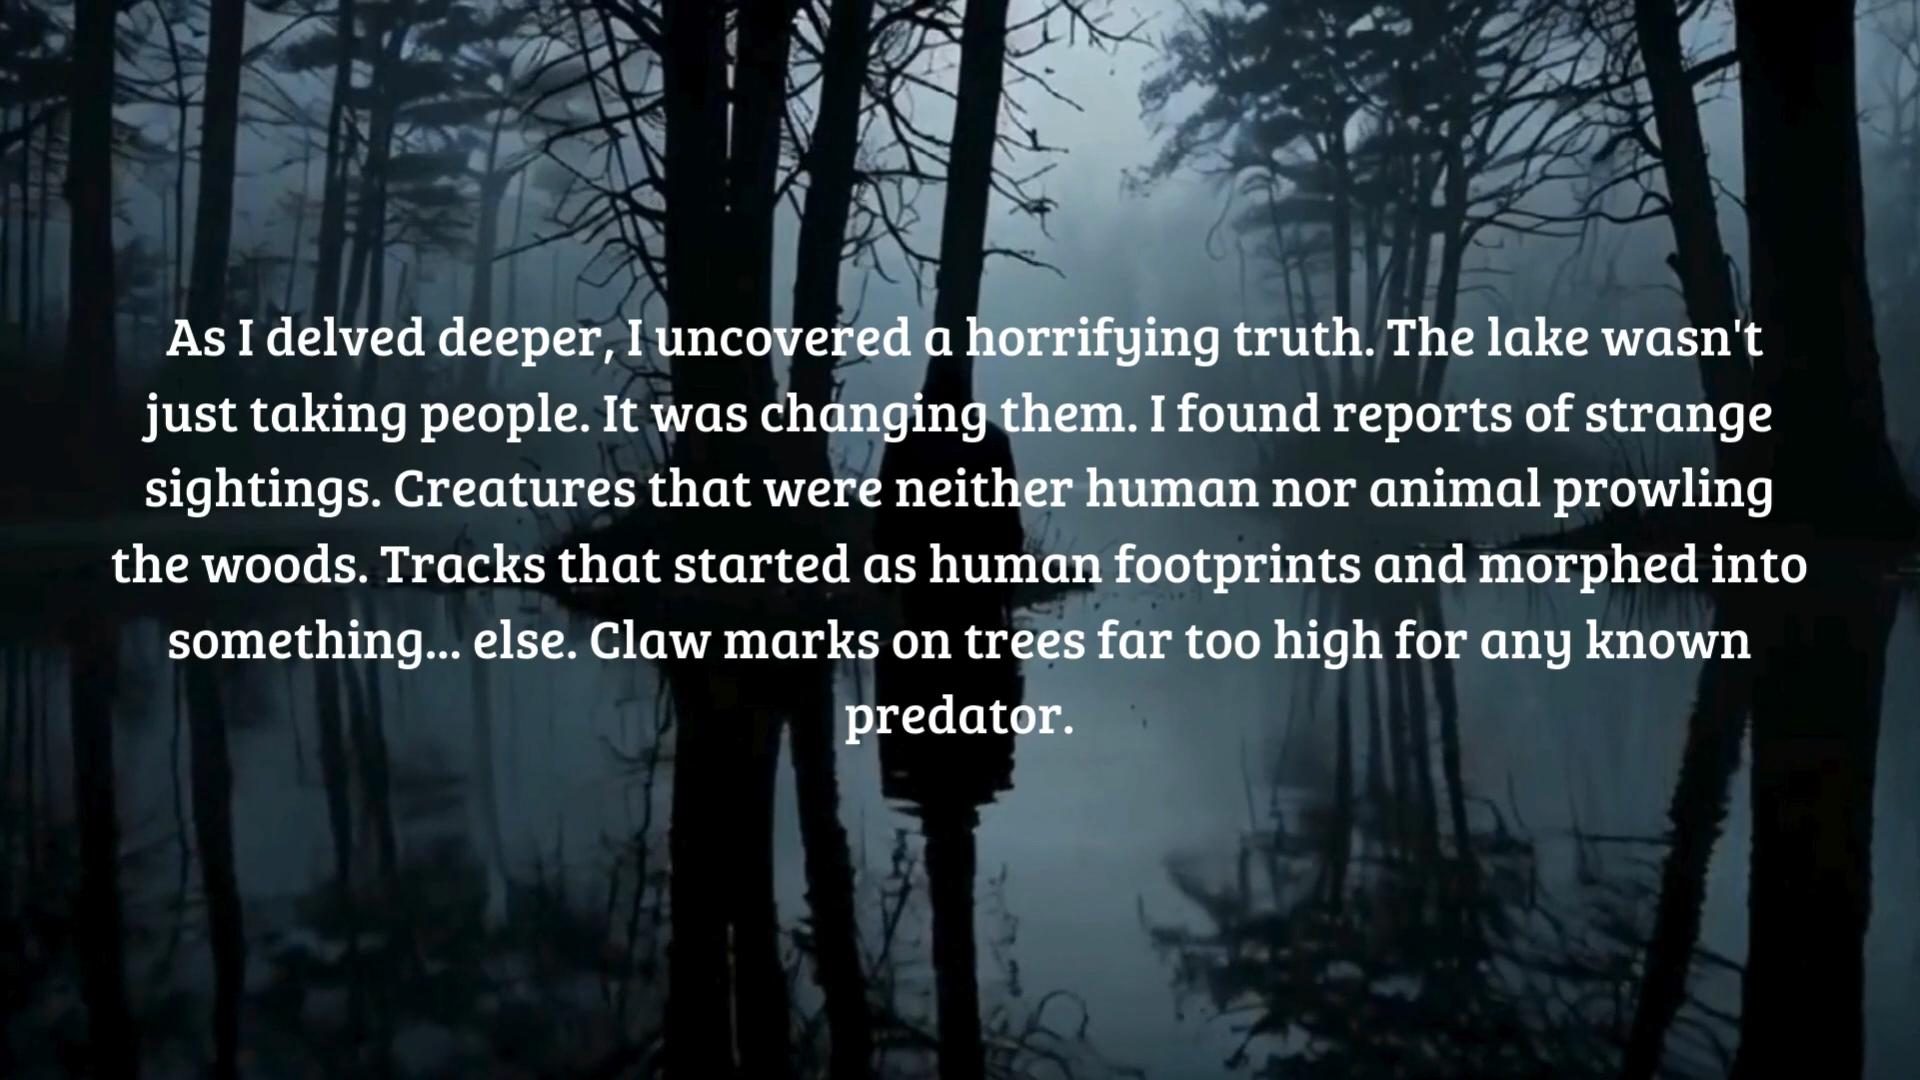 As I delved deeper, I uncovered a horrifying truth. The lake wasn't
just taking people. It was changing them. I found reports of strange
sightings. Creatures that were neither human nor animal prowling
the woods. Tracks that started as human footprints and morphed into
something... else. Claw marks on trees far too high for any known
predator.